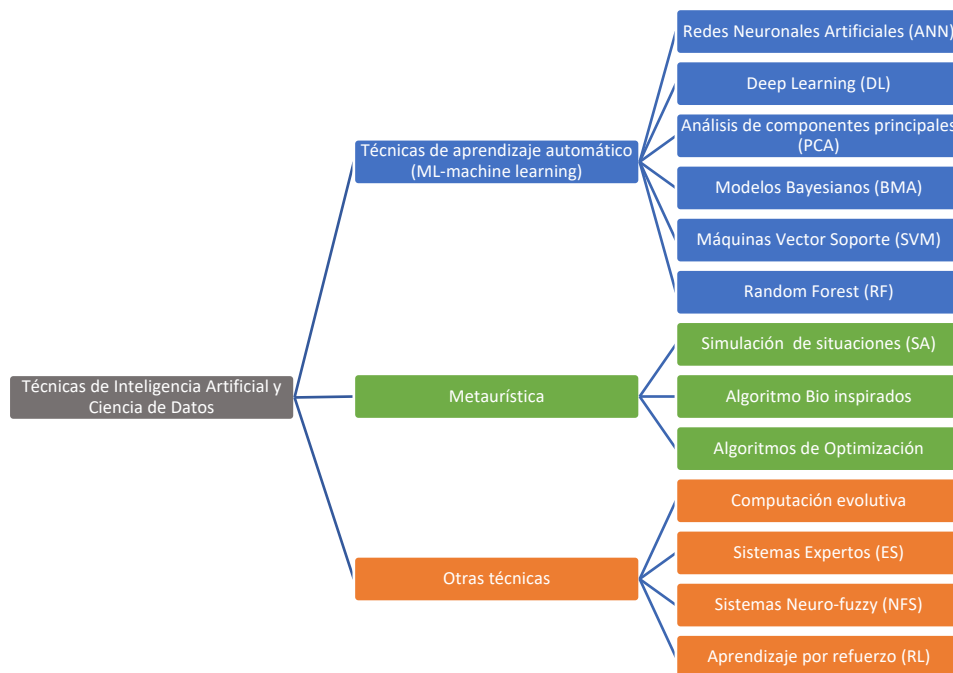 Redes Neuronales Artificiales (ANN)
Deep Learning (DL)
Análisis de componentes principales
(PCA)
Técnicas de aprendizaje automático
(ML-machine learning)
Modelos Bayesianos (BMA)
Máquinas Vector Soporte (SVM)
Random Forest (RF)
Simulación de situaciones (SA)
Técnicas de Inteligencia Artificial y
Ciencia de Datos
Metaurística
Algoritmo Bio inspirados
Algoritmos de Optimización
Computación evolutiva
Sistemas Expertos (ES)
Otras técnicas
Sistemas Neuro-fuzzy (NFS)
Aprendizaje por refuerzo (RL)